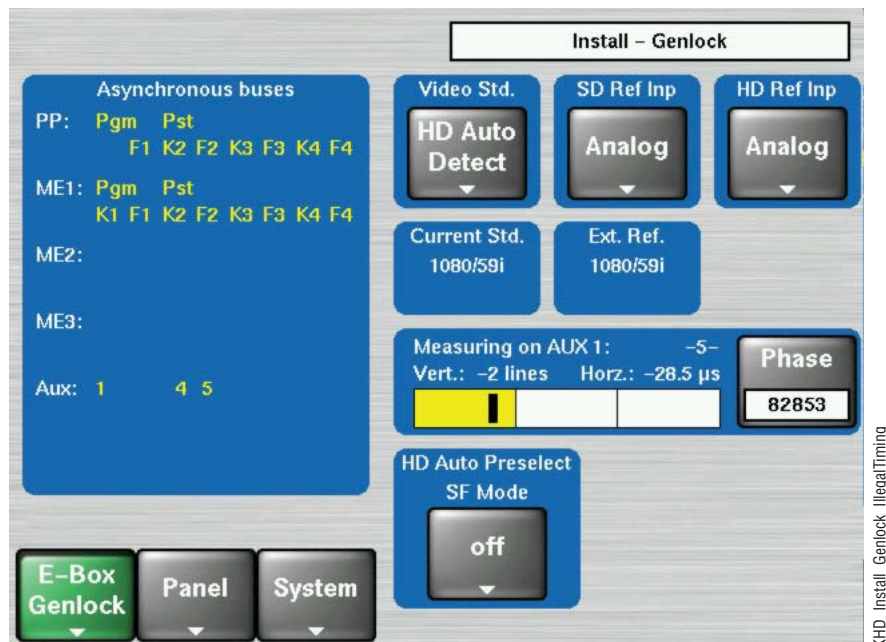 Install – Genlock
Asynchronous buses
PP: Pgm Pst
F1 K2 F2 K3 F3 K4 F4
ME1: Pgm Pst
K1 F1 K2 F2 K3 F3 K4 F4
ME2:
ME3:
Aux: 1 4 5
Video Std.
HD Auto
Detect
SD Ref Inp
Analog
HD Ref Inp
Analog
Current Std.
1080/59i
Ext. Ref.
1080/59i
Measuring on AUX 1: –5–
Vert.: –2 lines Horz.: –28.5 µs
Phase
82853
HD Auto Preselect
SF Mode
off
E–Box
Genlock
Panel
System
Install Genlock IllegalTiming